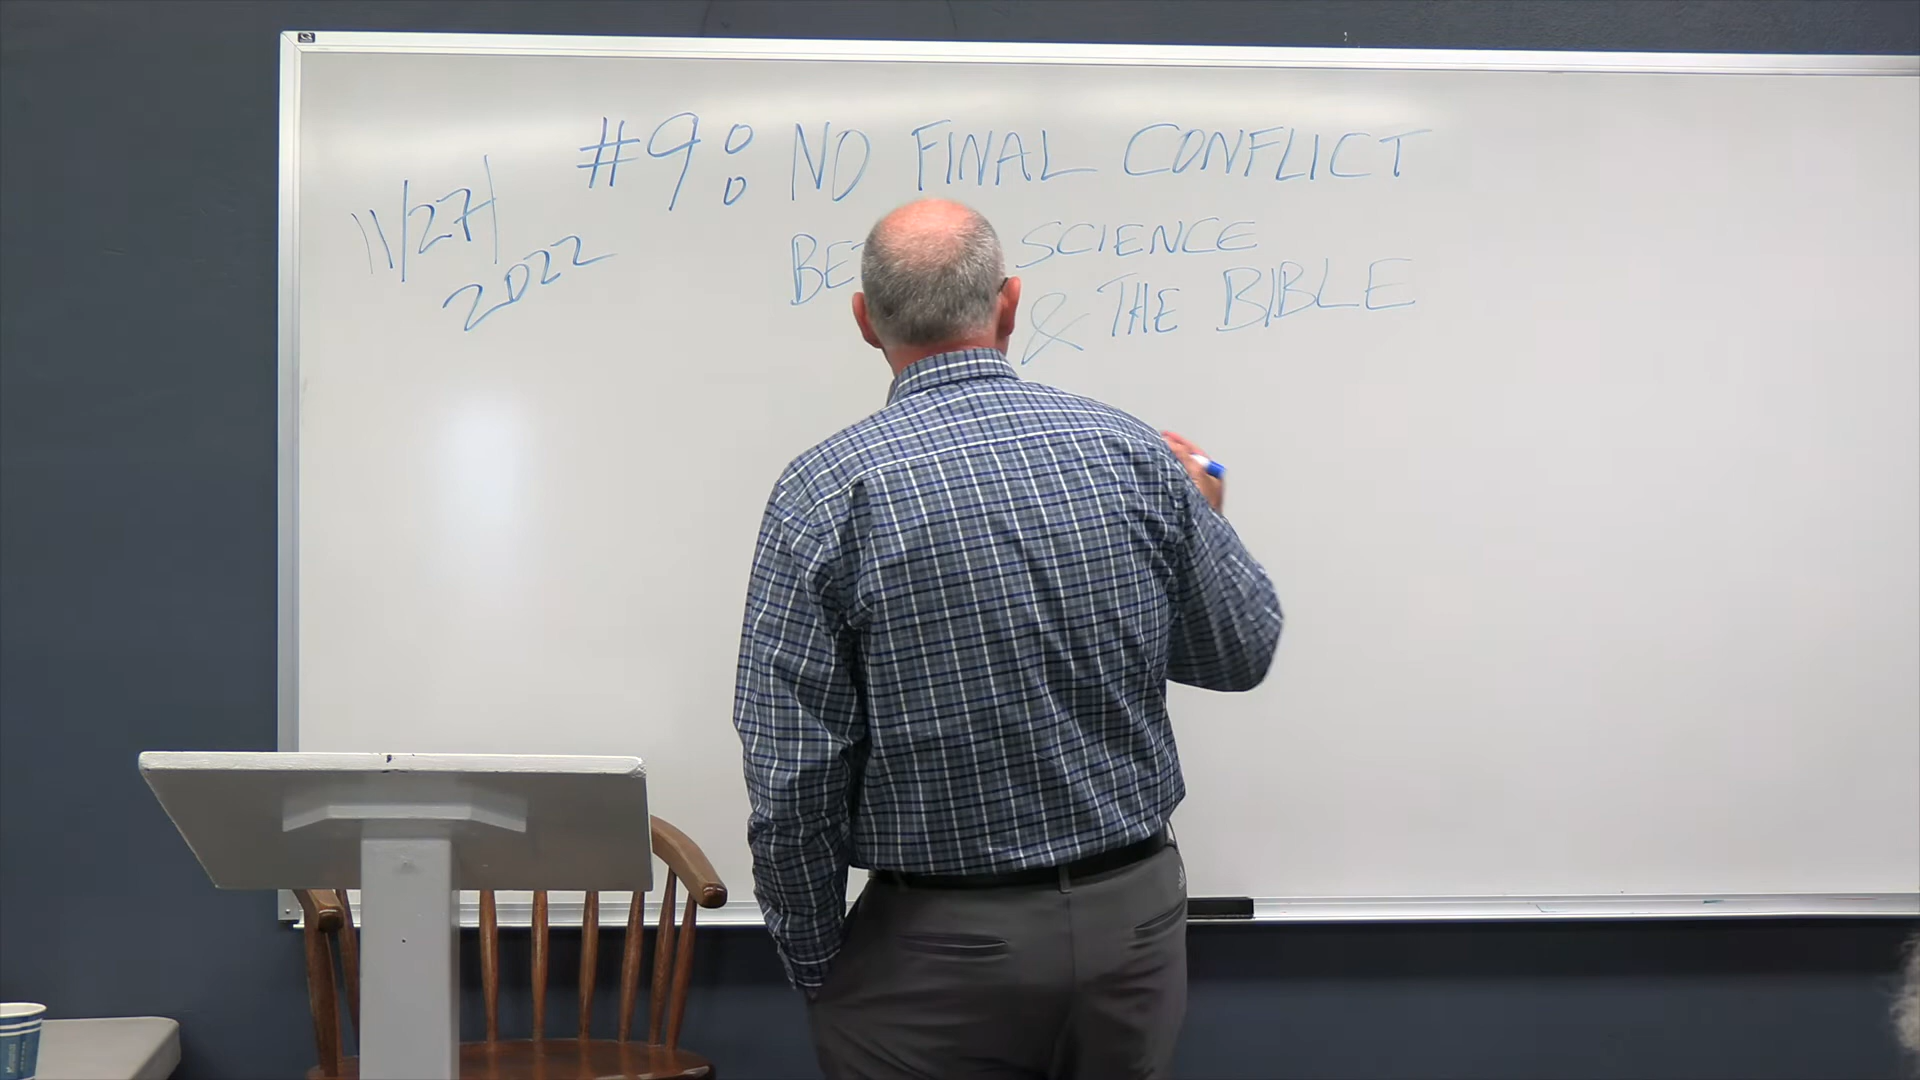 #9: NO FINAL CONFLICT
SCIENCE
& THE BIBLE
11/27/
2022